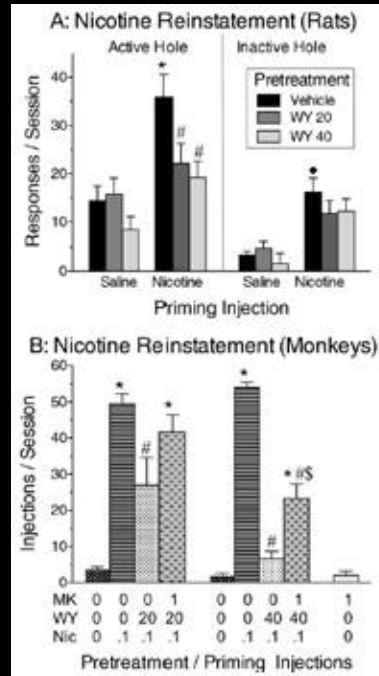 A: Nicotine Reinstatement (Rats)
Active Hole Inactive Hole
Pretreatment
Vehicle
WY 20
WY 40
Responses / Session
40
30
20
10
0
*
#
#
◆
Saline Nicotine Saline Nicotine
Priming Injection
B: Nicotine Reinstatement (Monkeys)
Injections / Session
60
50
40
30
20
10
0
*
#
*
*
#
*#$
MK 0 0 0 1 0 0 0 1 1
WY 0 0 20 20 0 0 40 40 0
Nic 0 .1 .1 .1 0 .1 .1 .1 0
Pretreatment / Priming Injections